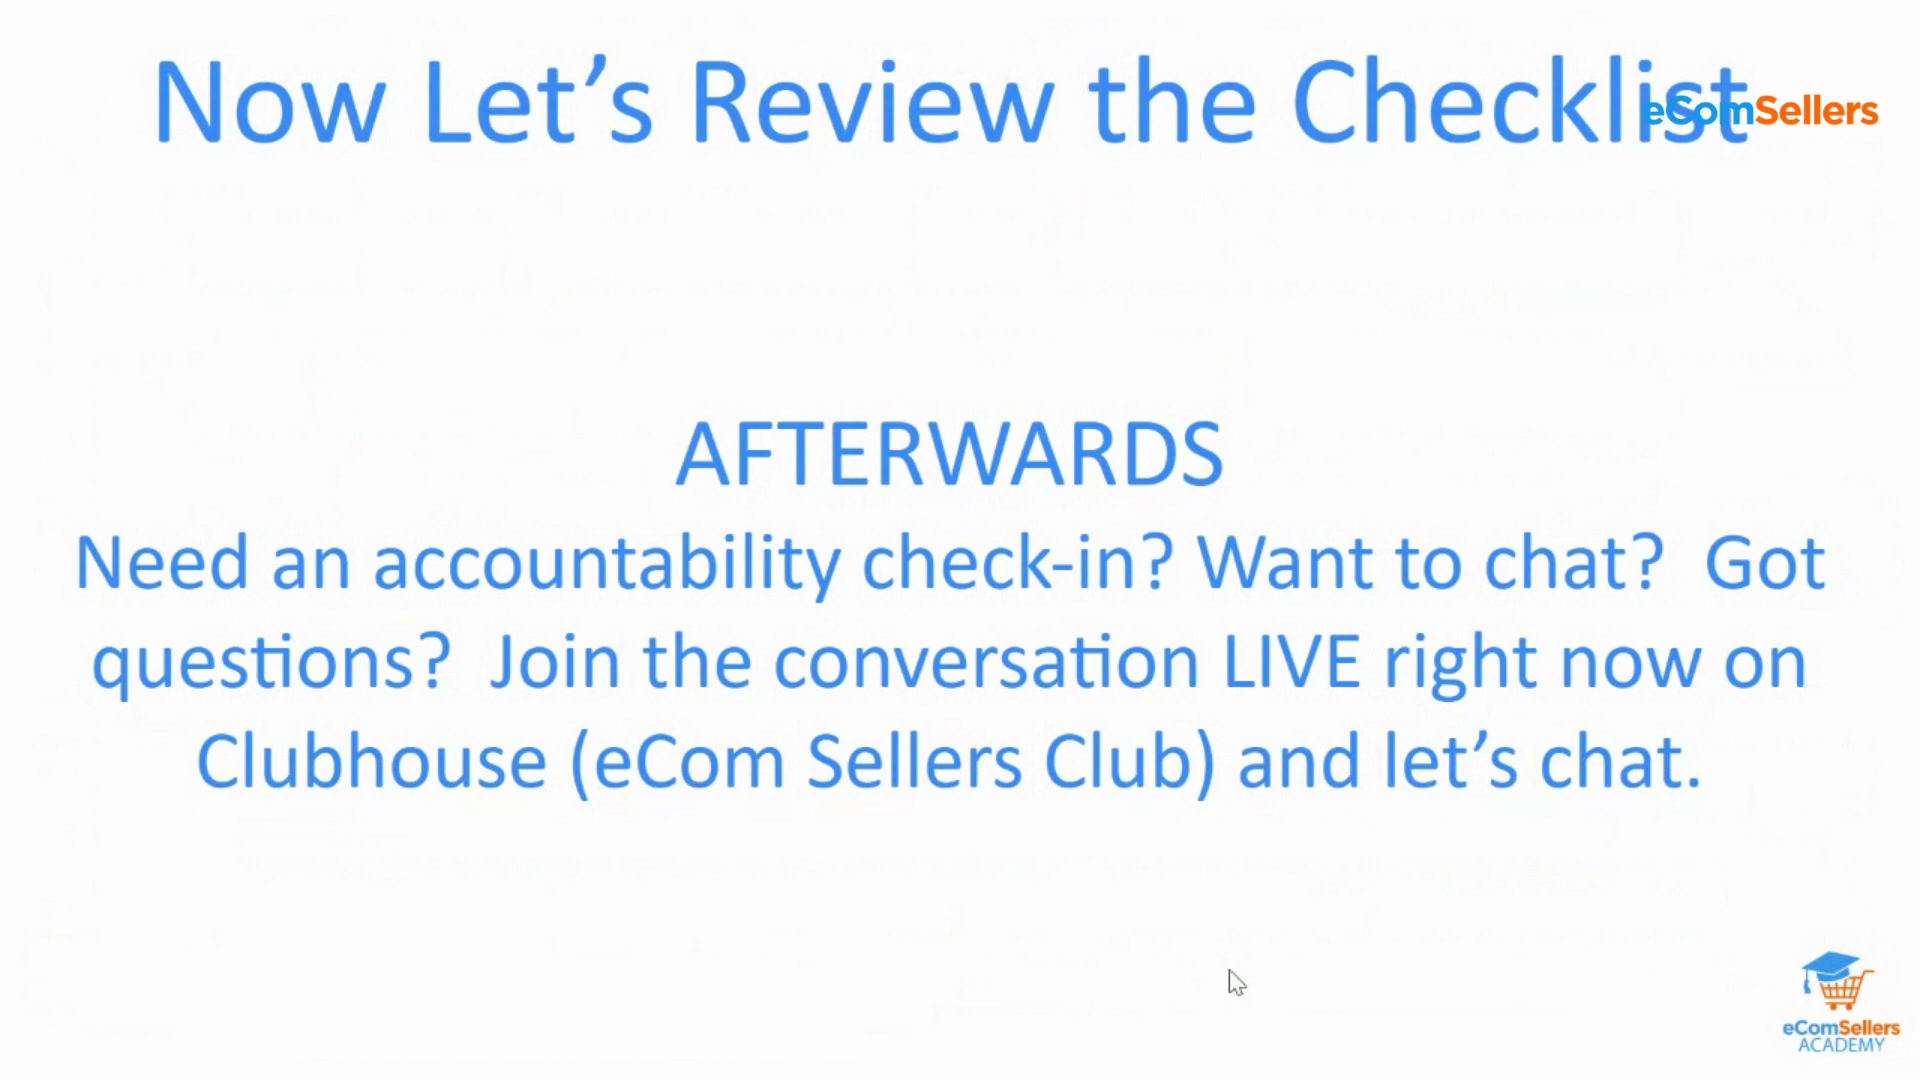 Now Let’s Review the Checklist
eComSellers
AFTERWARDS
Need an accountability check-in? Want to chat?  Got
questions?  Join the conversation LIVE right now on
Clubhouse (eCom Sellers Club) and let’s chat.
eComSellers
ACADEMY